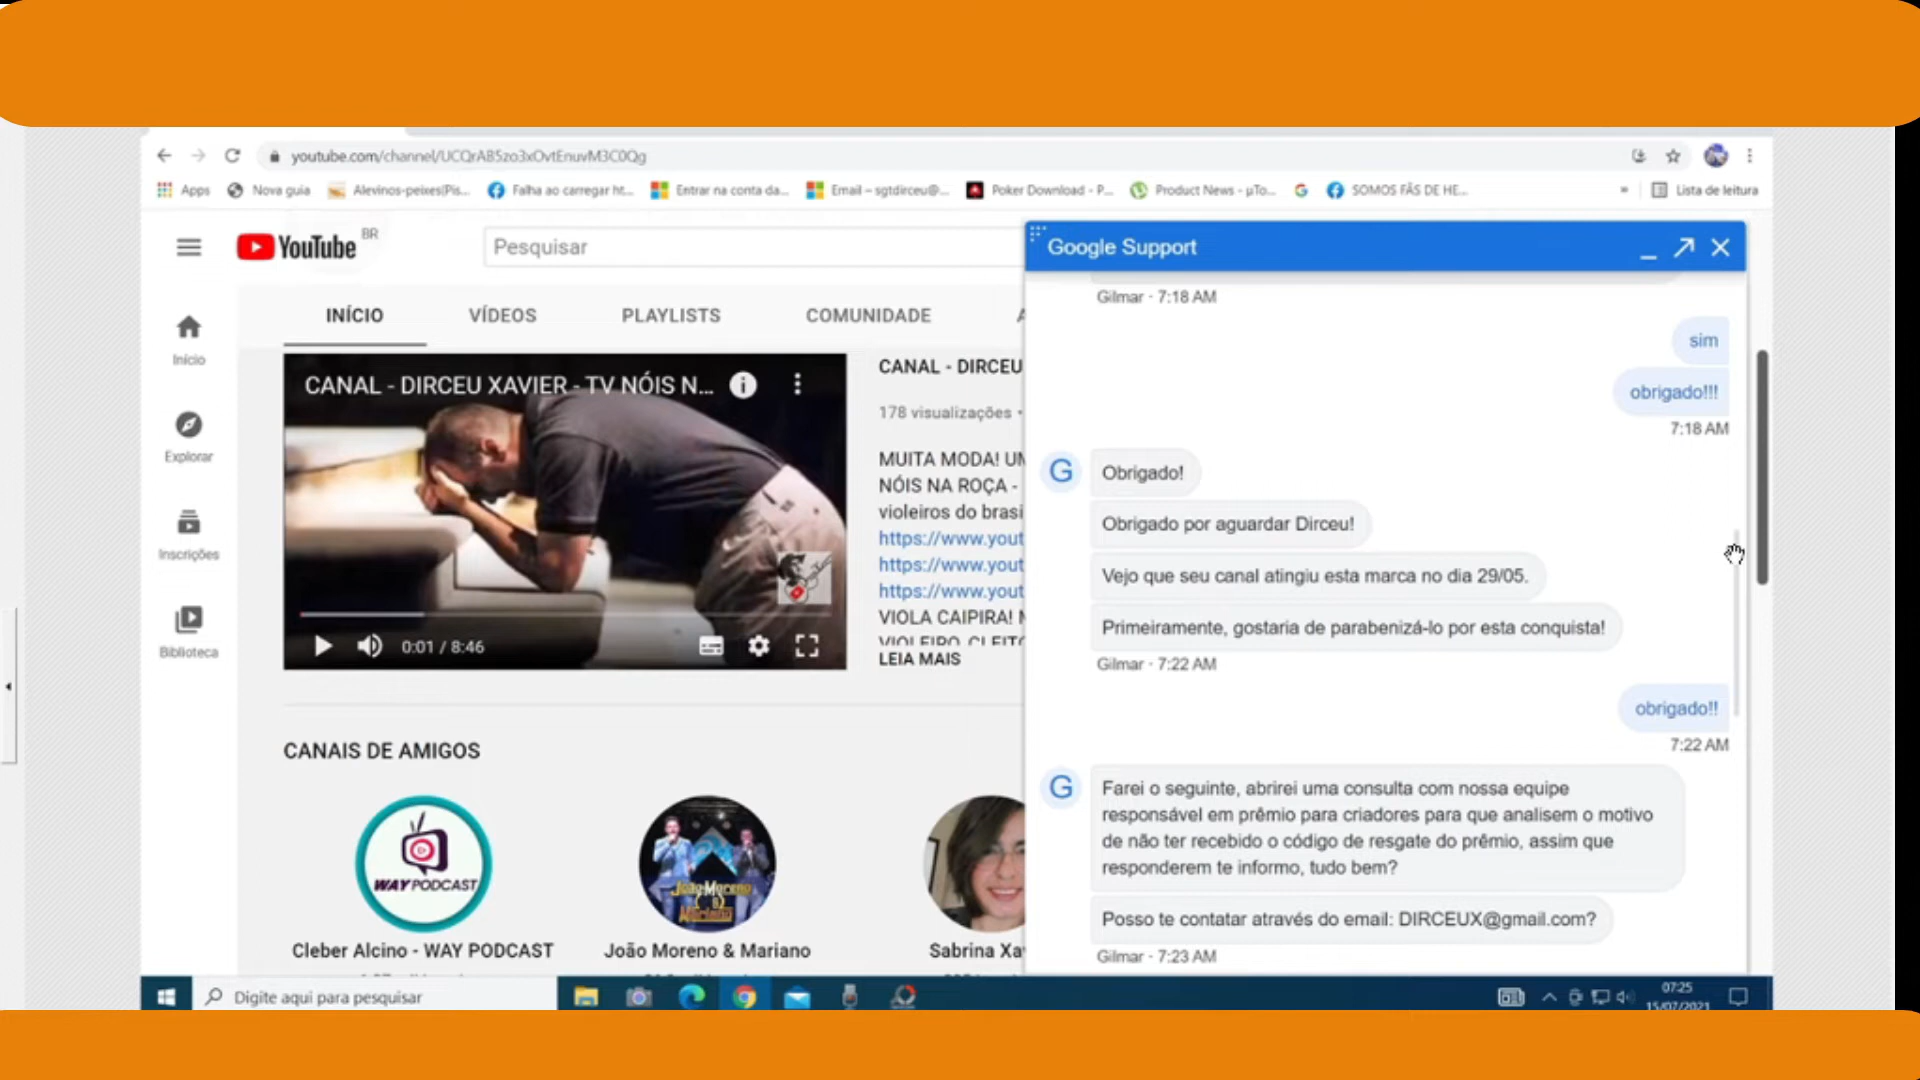 youtube.com/channel/UCQrAB5zo3xOvtEnuvM3C0Qg
Apps
Nova guia
Alevinos-peixes|Pis...
Falha ao carregar ht...
Entrar na conta da...
Email – sgtdirceu@...
Poker Download - P...
Product News - µTo...
SOMOS FÃS DE HE...
»
Lista de leitura
YouTube BR
Pesquisar
Início
Explorar
Inscrições
Biblioteca
INÍCIO
VÍDEOS
PLAYLISTS
COMUNIDADE
CANAL - DIRCEU XAVIER - TV NÓIS N...
0:01 / 8:46
CANAL - DIRCEU
178 visualizações •
MUITA MODA! UM
NÓIS NA ROÇA -
violeiros do brasi
https://www.yout
https://www.yout
https://www.yout
VIOLA CAIPIRA!
VIOLEIRO, CLEITO
LEIA MAIS
CANAIS DE AMIGOS
WAY PODCAST
João Moreno
&
Mariano
Cleber Alcino - WAY PODCAST
João Moreno & Mariano
Sabrina Xa
Google Support
Gilmar · 7:18 AM
sim
obrigado!!!
7:18 AM
G
Obrigado!
Obrigado por aguardar Dirceu!
Vejo que seu canal atingiu esta marca no dia 29/05.
Primeiramente, gostaria de parabenizá-lo por esta conquista!
Gilmar · 7:22 AM
obrigado!!
7:22 AM
G
Farei o seguinte, abrirei uma consulta com nossa equipe
responsável em prêmio para criadores para que analisem o motivo
de não ter recebido o código de resgate do prêmio, assim que
responderem te informo, tudo bem?
Posso te contatar através do email: DIRCEUX@gmail.com?
Gilmar · 7:23 AM
Digite aqui para pesquisar
07:25
15/07/2021